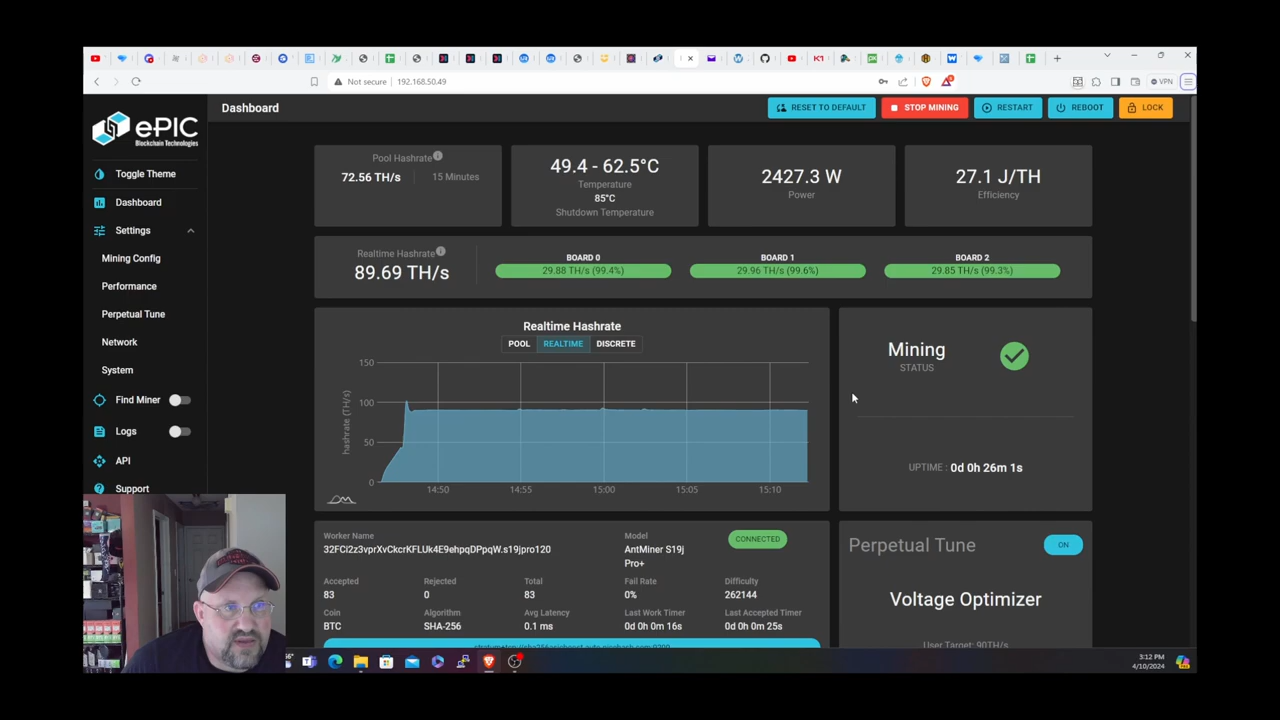 Not secure 192.168.50.49
VPN
ePIC
Blockchain Technologies
Toggle Theme
Dashboard
Settings
Mining Config
Performance
Perpetual Tune
Network
System
Find Miner
Logs
API
Support
Dashboard
RESET TO DEFAULT
STOP MINING
RESTART
REBOOT
LOCK
Pool Hashrate
72.56 TH/s 15 Minutes
49.4 - 62.5°C
Temperature
85°C
Shutdown Temperature
2427.3 W
Power
27.1 J/TH
Efficiency
Realtime Hashrate
89.69 TH/s
BOARD 0
29.88 TH/s (99.4%)
BOARD 1
29.96 TH/s (99.6%)
BOARD 2
29.85 TH/s (99.3%)
Realtime Hashrate
POOL REALTIME DISCRETE
hashrate (TH/s)
150
100
50
0
14:50 14:55 15:00 15:05 15:10
Mining
STATUS
UPTIME : 0d 0h 26m 1s
Worker Name
32FCi2z3vprXvCkcrKFLUk4E9ehpqDPpqW.s19jpro120
Model
AntMiner S19j
Pro+
CONNECTED
Accepted
83
Rejected
0
Total
83
Fail Rate
0%
Difficulty
262144
Coin
BTC
Algorithm
SHA-256
Avg Latency
0.1 ms
Last Work Timer
0d 0h 0m 16s
Last Accepted Timer
0d 0h 0m 25s
Perpetual Tune
ON
Voltage Optimizer
User Target: 90TH/s
3:12 PM
4/10/2024